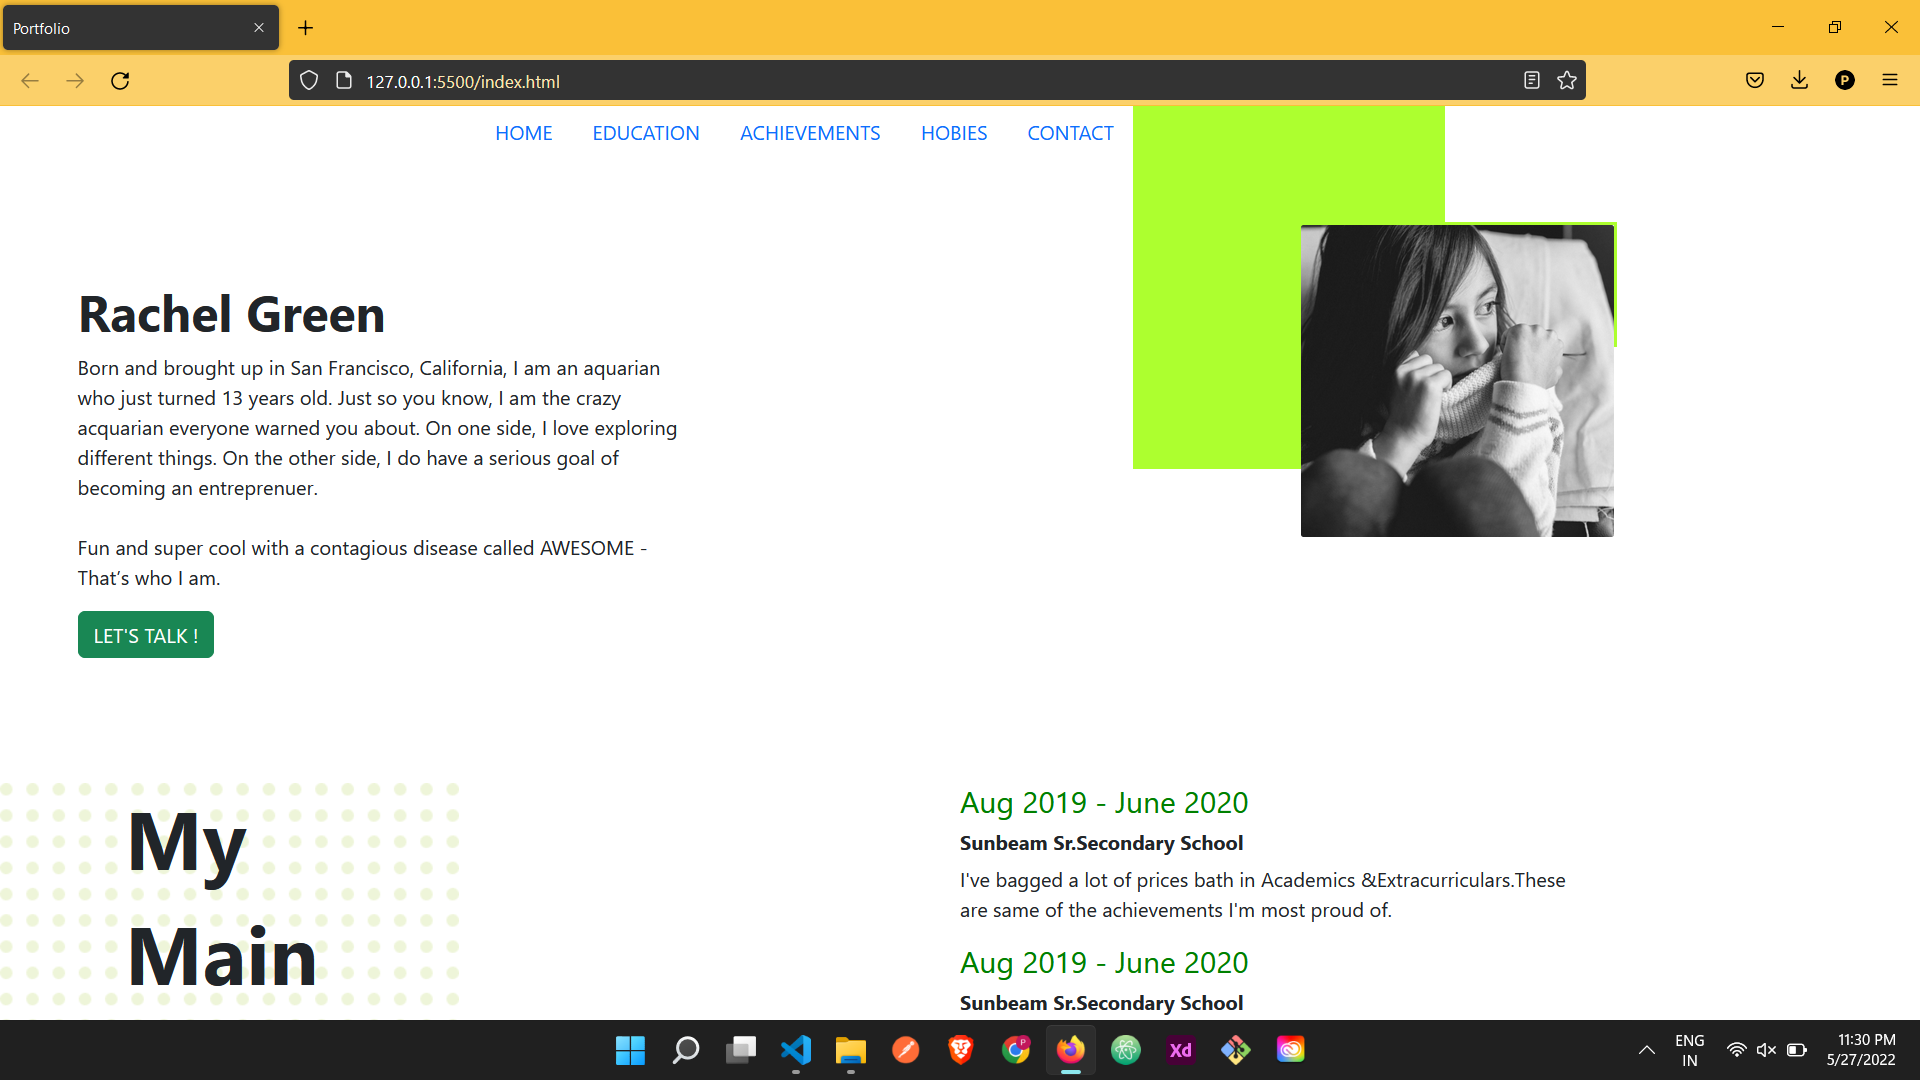 Portfolio
127.0.0.1:5500/index.html
P
HOME EDUCATION ACHIEVEMENTS HOBIES CONTACT
Rachel Green
Born and brought up in San Francisco, California, I am an aquarian
who just turned 13 years old. Just so you know, I am the crazy
acquarian everyone warned you about. On one side, I love exploring
different things. On the other side, I do have a serious goal of
becoming an entreprenuer.
Fun and super cool with a contagious disease called AWESOME -
That’s who I am.
LET'S TALK !
My
Main
Aug 2019 - June 2020
Sunbeam Sr.Secondary School
I've bagged a lot of prices bath in Academics &Extracurriculars.These
are same of the achievements I'm most proud of.
Aug 2019 - June 2020
Sunbeam Sr.Secondary School
P
Xd
ENG
IN
11:30 PM
5/27/2022